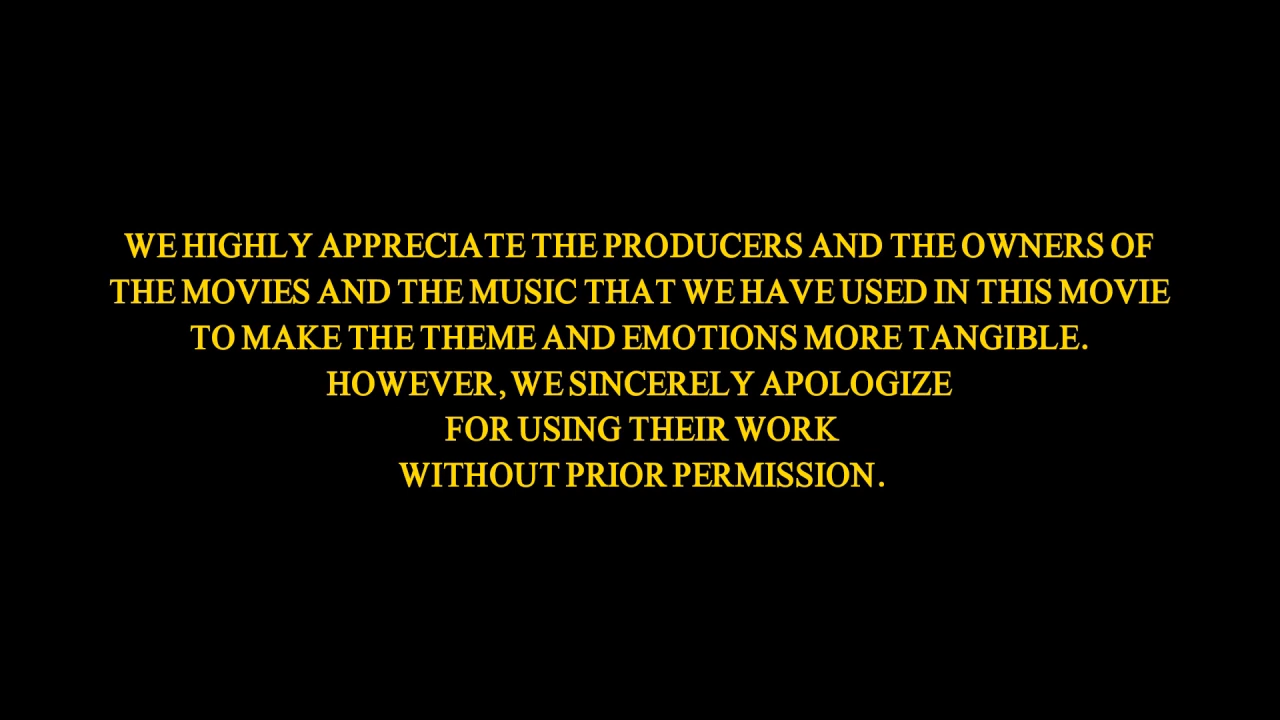 WE HIGHLY APPRECIATE THE PRODUCERS AND THE OWNERS OF
THE MOVIES AND THE MUSIC THAT WE HAVE USED IN THIS MOVIE
TO MAKE THE THEME AND EMOTIONS MORE TANGIBLE.
HOWEVER, WE SINCERELY APOLOGIZE
FOR USING THEIR WORK
WITHOUT PRIOR PERMISSION.